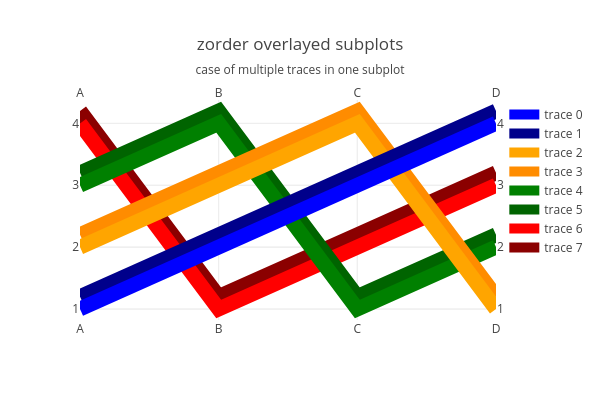 zorder overlayed subplots
case of multiple traces in one subplot
A B C D
4 4
3 3
2 2
1 1
A B C D
trace 0
trace 1
trace 2
trace 3
trace 4
trace 5
trace 6
trace 7